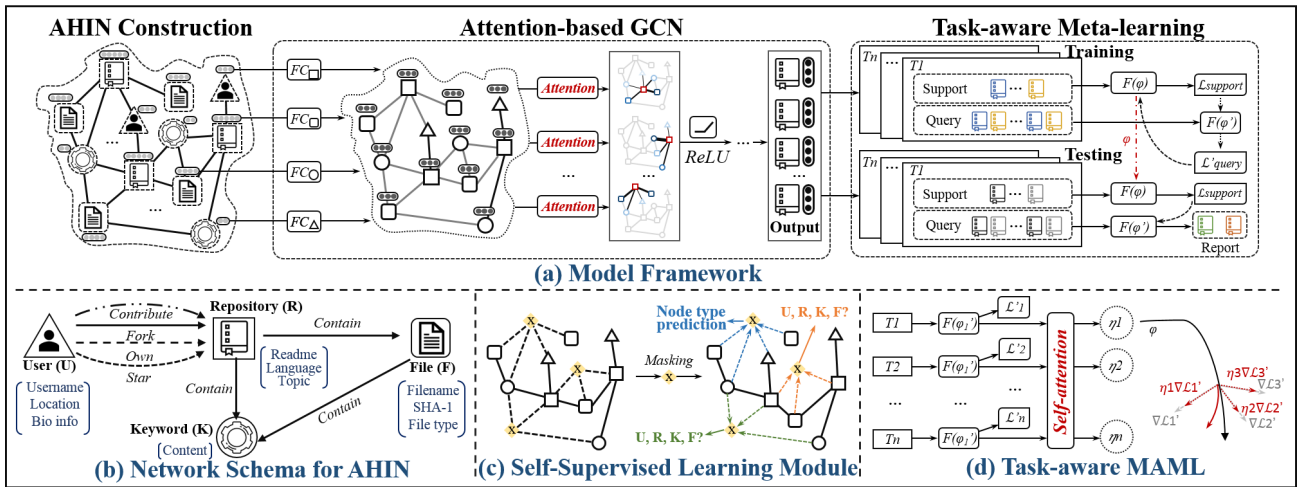 AHIN Construction
Attention-based GCN
Task-aware Meta-learning
...
FC
FC
FC
FC
Attention
Attention
...
Attention
...
ReLU
...
...
Output
Training
Tn ... T1
Support
...
Query
... ...
F(φ)
ℒsupport
F(φ')
ℒ'query
φ
Testing
Tn ... T1
Support
...
Query
... ...
F(φ)
ℒsupport
F(φ')
Report
(a) Model Framework
Repository (R)
Contribute
Fork
Own
Star
User (U)
Username
Location
Bio info
Contain
Readme
Language
Topic
File (F)
Filename
SHA-1
File type
Contain
Contain
Keyword (K)
Content
(b) Network Schema for AHIN
Node type
prediction
U, R, K, F?
X
X
X
X
Masking
X
X
X
X
U, R, K, F?
(c) Self-Supervised Learning Module
T1
F(φ₁')
ℒ'1
η1
T2
F(φ₁')
ℒ'2
η2
...
...
...
...
Tn
F(φ₁')
ℒ'n
ηn
Self-attention
φ
η3∇ℒ3'
∇ℒ3'
η1∇ℒ1'
∇ℒ1'
η2∇ℒ2'
∇ℒ2'
(d) Task-aware MAML